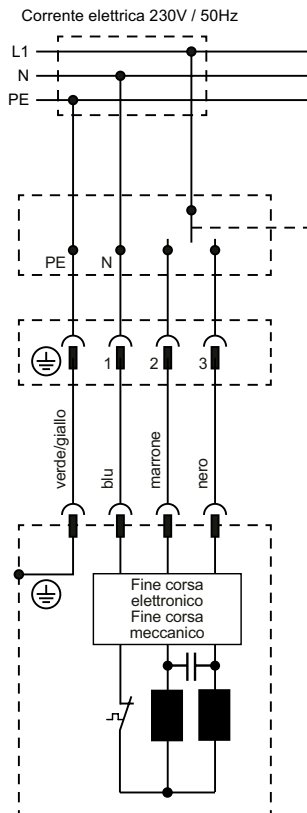 Corrente elettrica 230V / 50Hz
L1
N
PE
PE N
1 2 3
verde/giallo
blu
marrone
nero
Fine corsa
elettronico
Fine corsa
meccanico